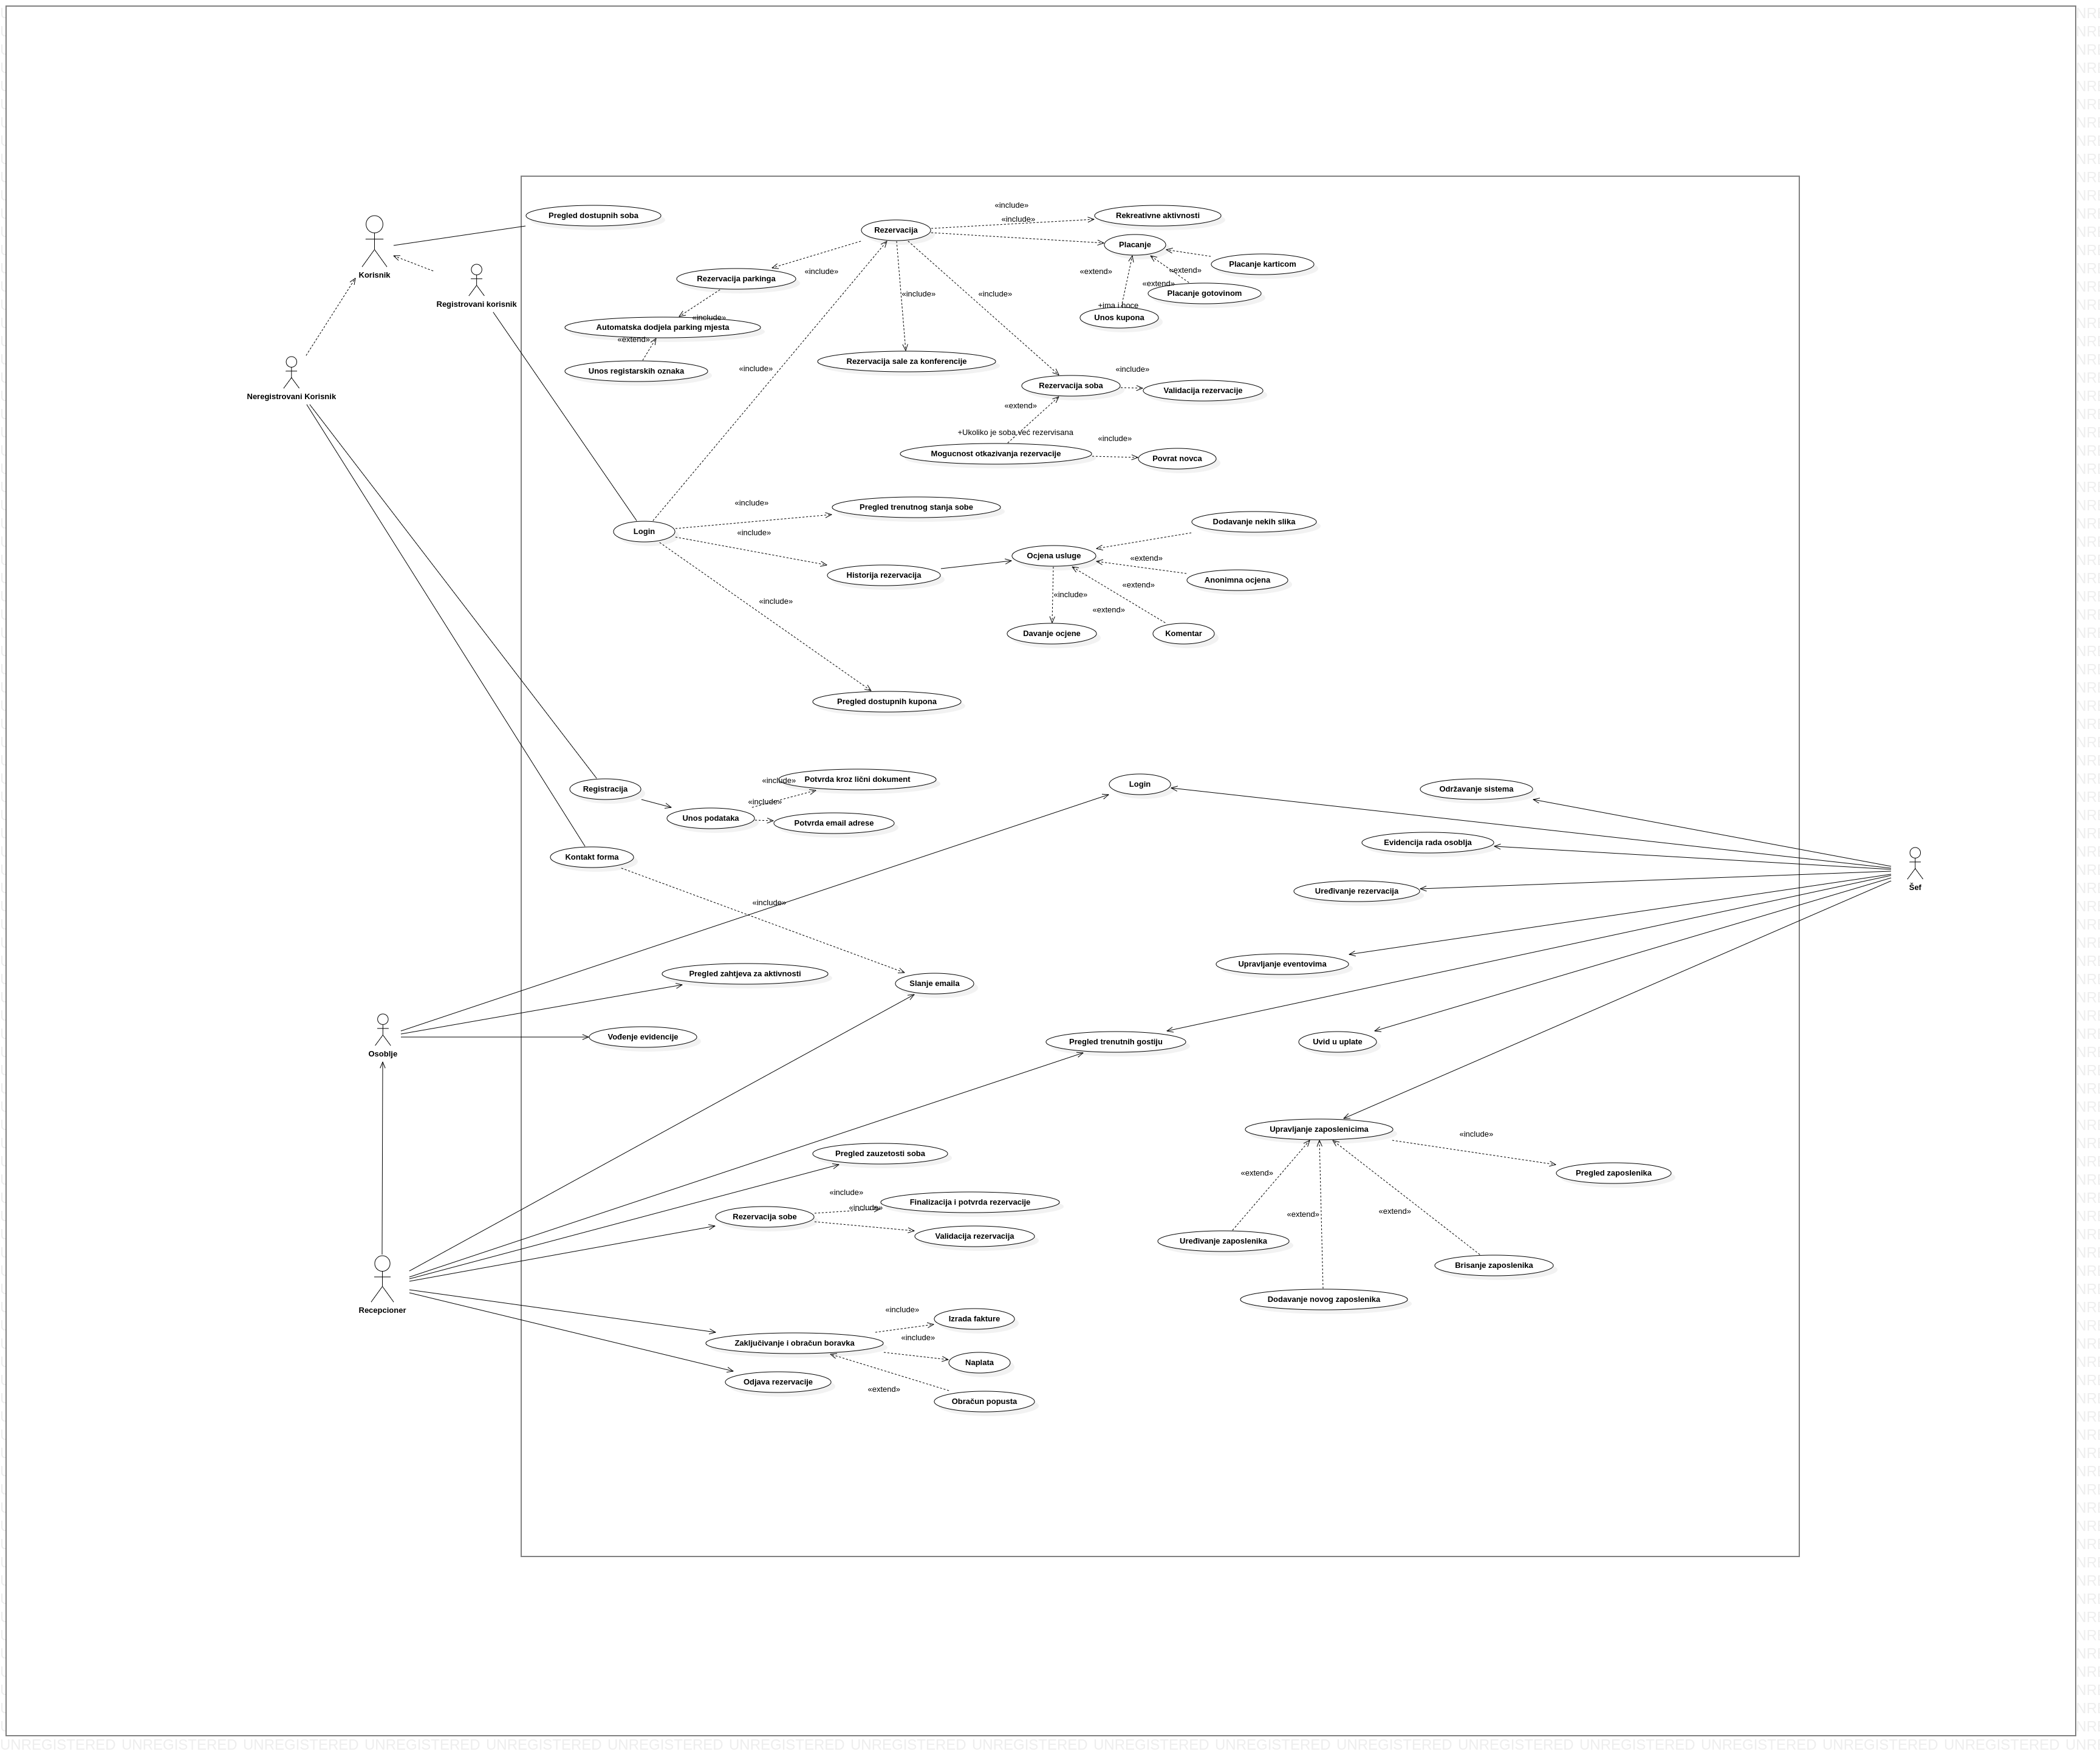 Korisnik
Registrovani korisnik
Neregistrovani Korisnik
Pregled dostupnih soba
Rezervacija
«include»
«include»
Rekreativne aktivnosti
Placanje
Placanje karticom
«extend»
«extend»
«extend»
Placanje gotovinom
+ima i hoce
Unos kupona
Rezervacija parkinga
«include»
«include»
«include»
Automatska dodjela parking mjesta
«include»
«extend»
Unos registarskih oznaka
Rezervacija sale za konferencije
«include»
Rezervacija soba
«include»
Validacija rezervacije
«extend»
+Ukoliko je soba već rezervisana
«include»
Mogucnost otkazivanja rezervacije
Povrat novca
«include»
Pregled trenutnog stanja sobe
Login
«include»
Dodavanje nekih slika
Ocjena usluge
«extend»
Historija rezervacija
Anonimna ocjena
«extend»
«include»
«include»
«extend»
Davanje ocjene
Komentar
Pregled dostupnih kupona
Registracija
«include»
Potvrda kroz lični dokument
«include»
Unos podataka
Potvrda email adrese
Login
Održavanje sistema
Evidencija rada osoblja
Kontakt forma
Uređivanje rezervacija
Šef
«include»
Upravljanje eventovima
Pregled zahtjeva za aktivnosti
Slanje emaila
Osoblje
Vođenje evidencije
Pregled trenutnih gostiju
Uvid u uplate
Upravljanje zaposlenicima
«include»
Pregled zaposlenika
«extend»
«extend»
«extend»
Pregled zauzetosti soba
«include»
Finalizacija i potvrda rezervacije
«include»
Rezervacija sobe
Validacija rezervacija
Uređivanje zaposlenika
Brisanje zaposlenika
Dodavanje novog zaposlenika
Recepcioner
«include»
Izrada fakture
«include»
Zaključivanje i obračun boravka
Naplata
Odjava rezervacije
«extend»
Obračun popusta
UNREGISTERED UNREGISTERED UNREGISTERED UNREGISTERED UNREGISTERED UNREGISTERED UNREGISTERED UNREGISTERED UNREGISTERED UNREGISTERED UNREGISTERED UNREGISTERED UNREGISTERED UNREGISTERED UNREGISTERED UNREGISTERED UNREGISTERED